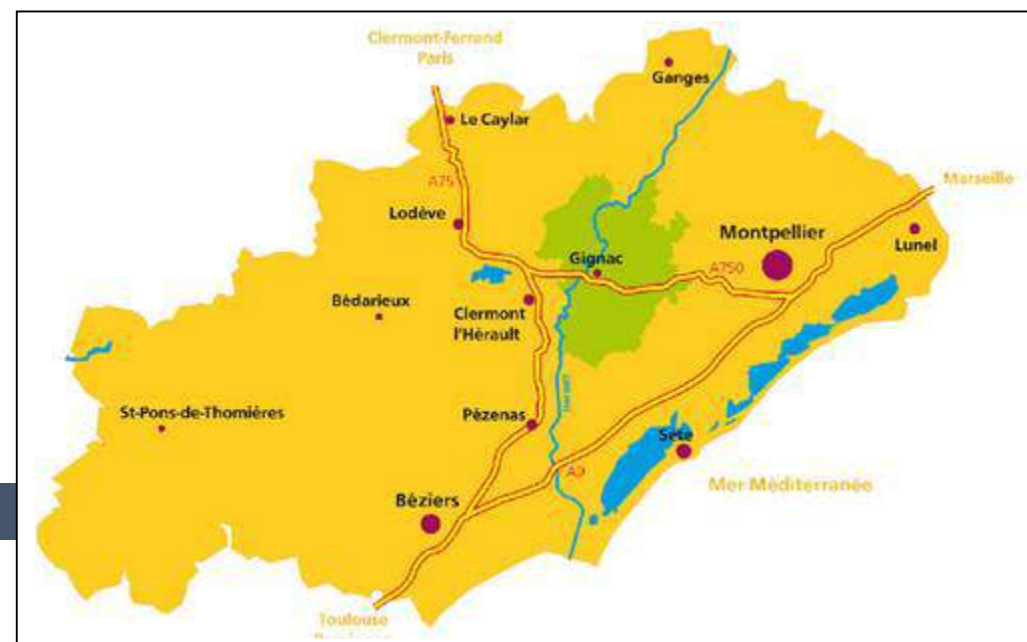 Clermont-Ferrand
Paris
Ganges
Le Caylar
A75
Marseille
Lodève
Montpellier
Lunel
Gignac
A750
Bédarieux
Clermont
l'Hérault
Hérault
St-Pons-de-Thomières
Pézenas
Sète
A9
Mer Méditerranée
Béziers
Toulouse